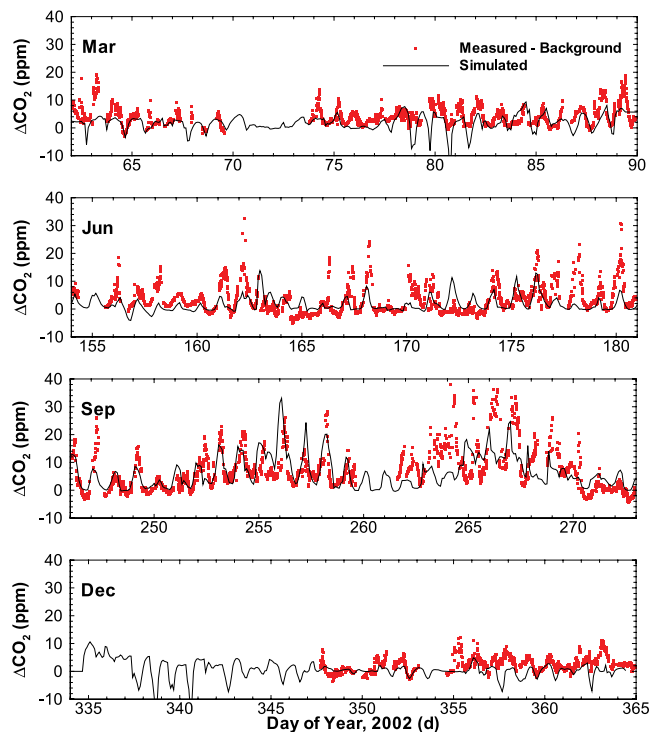 Mar
Measured - Background
Simulated
ΔCO₂ (ppm)
40
30
20
10
0
-10
65 70 75 80 85 90
Jun
ΔCO₂ (ppm)
40
30
20
10
0
-10
155 160 165 170 175 180
Sep
ΔCO₂ (ppm)
40
30
20
10
0
-10
250 255 260 265 270
Dec
ΔCO₂ (ppm)
40
30
20
10
0
-10
335 340 345 350 355 360 365
Day of Year, 2002 (d)